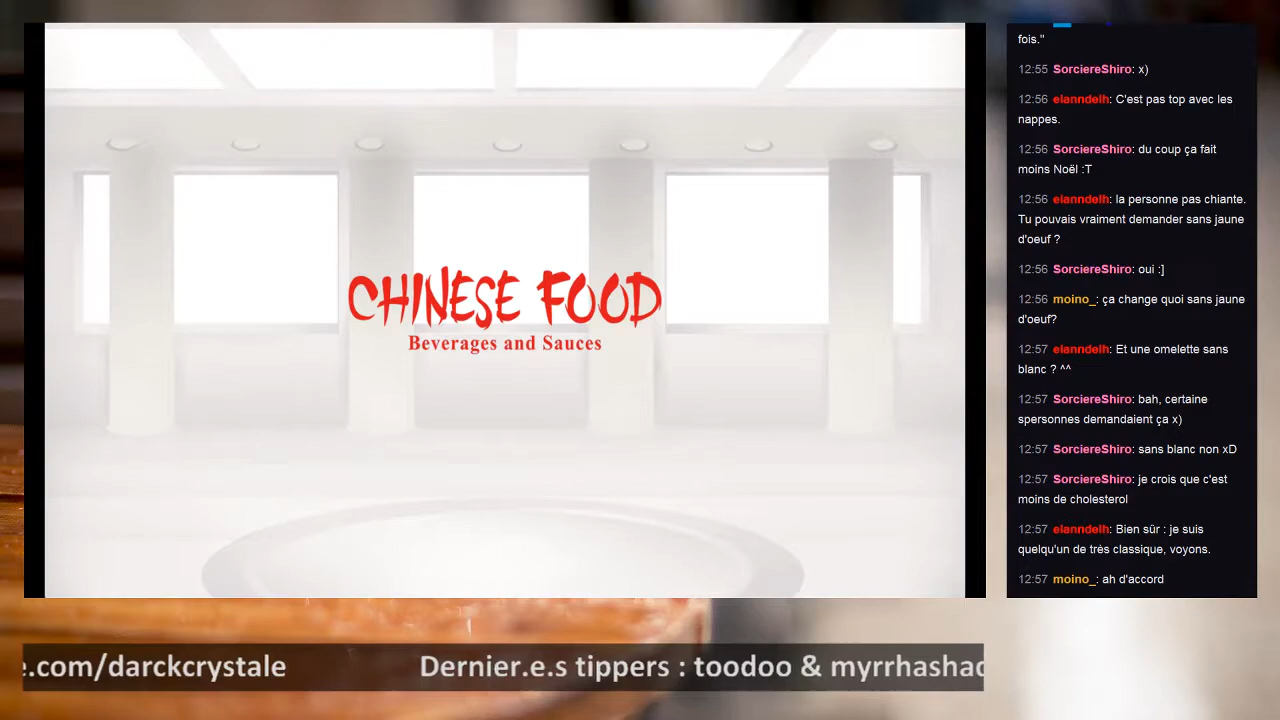 CHINESE FOOD
Beverages and Sauces
fois."
12:55 SorciereShiro: x)
12:56 elanndelh: C'est pas top avec les
nappes.
12:56 SorciereShiro: du coup ça fait
moins Noël :T
12:56 elanndelh: la personne pas chiante.
Tu pouvais vraiment demander sans jaune
d'oeuf ?
12:56 SorciereShiro: oui :]
12:56 moino_: ça change quoi sans jaune
d'oeuf?
12:57 elanndelh: Et une omelette sans
blanc ? ^^
12:57 SorciereShiro: bah, certaine
spersonnes demandaient ça x)
12:57 SorciereShiro: sans blanc non xD
12:57 SorciereShiro: je crois que c'est
moins de cholesterol
12:57 elanndelh: Bien sûr : je suis
quelqu'un de très classique, voyons.
12:57 moino_: ah d'accord
e.com/darckcrystale Dernier.e.s tippers : toodoo & myrrhashad